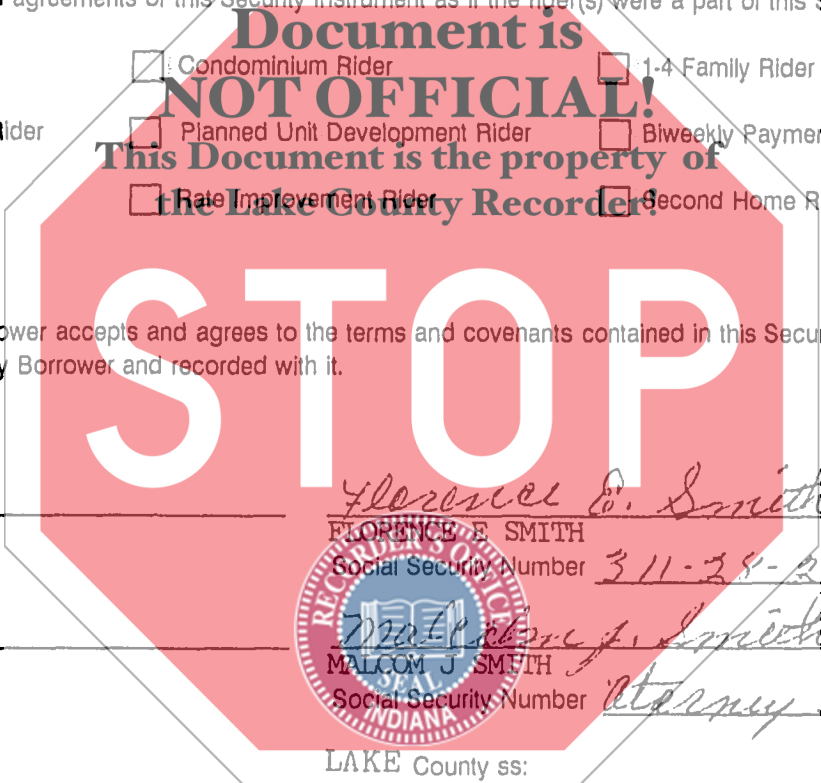 agreements of this Security Instrument as if the rider(s) were a part of this
Document is
Condominium Rider 1-4 Family Rider
NOT OFFICIAL!
Planned Unit Development Rider Biweekly
This Document is the property of
Rate Improvement Rider Second Home
the Lake County Recorder!
STOP
accepts and agrees to the terms and covenants contained in this
Borrower and recorded with it.
Florence E. Smith
FLORENCE E SMITH
Social Security Number
Malcolm J. Smith
MALCOM J SMITH
Social Security Number
RECORDER'S OFFICE
SEAL
INDIANA
LAKE County ss: